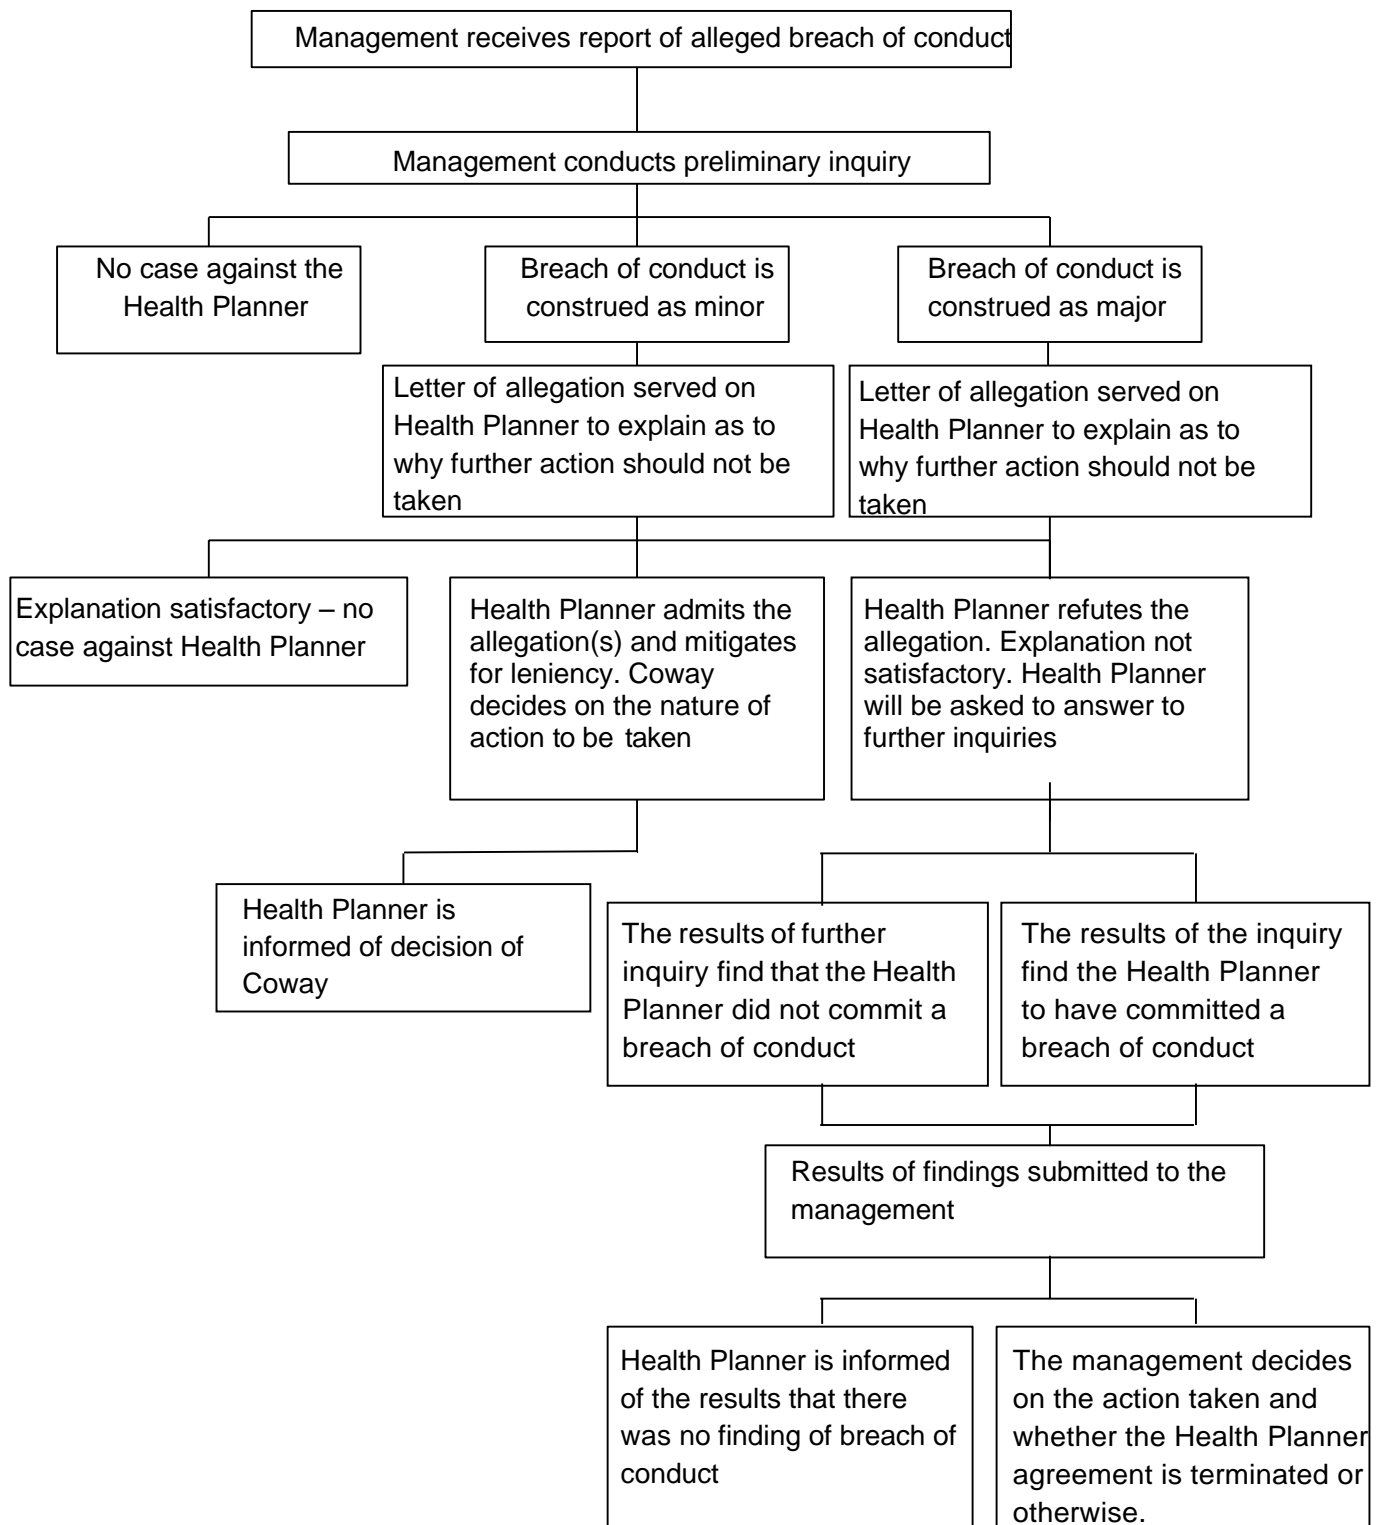 Management receives report of alleged breach of conduct
Management conducts preliminary inquiry
No case against the
Health Planner
Breach of conduct is
construed as minor
Breach of conduct is
construed as major
Letter of allegation served on
Health Planner to explain as to
why further action should not be
taken
Letter of allegation served on
Health Planner to explain as to
why further action should not be
taken
Explanation satisfactory – no
case against Health Planner
Health Planner admits the
allegation(s) and mitigates
for leniency. Coway
decides on the nature of
action to be taken
Health Planner refutes the
allegation. Explanation not
satisfactory. Health Planner
will be asked to answer to
further inquiries
Health Planner is
informed of decision of
Coway
The results of further
inquiry find that the Health
Planner did not commit a
breach of conduct
The results of the inquiry
find the Health Planner
to have committed a
breach of conduct
Results of findings submitted to the
management
Health Planner is informed
of the results that there
was no finding of breach of
conduct
The management decides
on the action taken and
whether the Health Planner
agreement is terminated or
otherwise.